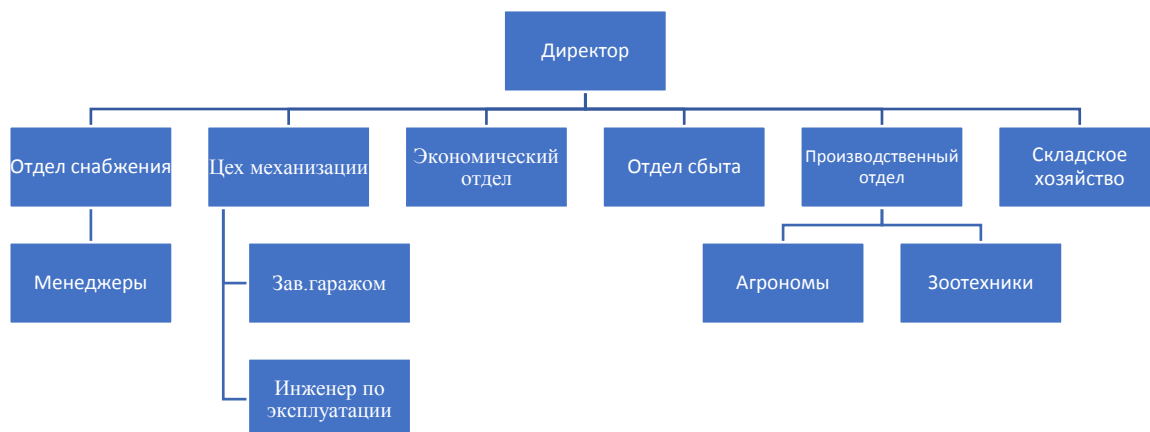 Директор
Отдел снабжения
Цех механизации
Экономический
отдел
Отдел сбыта
Производственный
отдел
Складское
хозяйство
Менеджеры
Зав.гаражом
Агрономы
Зоотехники
Инженер по
эксплуатации